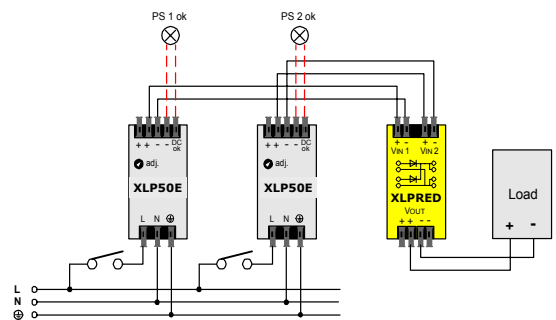 PS 1 ok
PS 2 ok
+ + - - DC ok
+ + - - DC ok
+ - + -
VIN 1 VIN 2
adj.
adj.
XLP50E
XLP50E
XLPRED
Load
L N
L N
VOUT
+ + - -
+ -
L
N